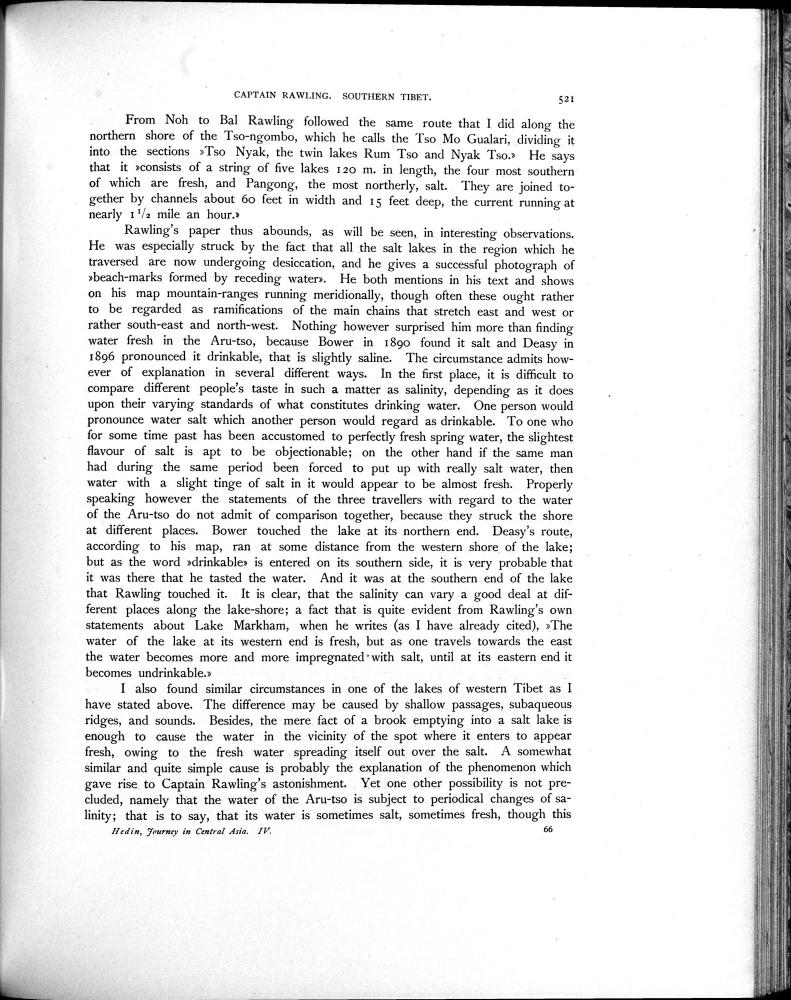 CAPTAIN RAWLING. SOUTHERN TIBET. 521
From Noh to Bal Rawling followed the same route that I did along the
northern shore of the Tso-ngombo, which he calls the Tso Mo Gualari, dividing it
into the sections »Tso Nyak, the twin lakes Rum Tso and Nyak Tso.» He says
that it »consists of a string of five lakes 120 m. in length, the four most southern
of which are fresh, and Pangong, the most northerly, salt. They are joined to-
gether by channels about 60 feet in width and 15 feet deep, the current running at
nearly 1 1/2 mile an hour.»
Rawling's paper thus abounds, as will be seen, in interesting observations.
He was especially struck by the fact that all the salt lakes in the region which he
traversed are now undergoing desiccation, and he gives a successful photograph of
»beach-marks formed by receding water». He both mentions in his text and shows
on his map mountain-ranges running meridionally, though often these ought rather
to be regarded as ramifications of the main chains that stretch east and west or
rather south-east and north-west. Nothing however surprised him more than finding
water fresh in the Aru-tso, because Bower in 1890 found it salt and Deasy in
1896 pronounced it drinkable, that is slightly saline. The circumstance admits how-
ever of explanation in several different ways. In the first place, it is difficult to
compare different people's taste in such a matter as salinity, depending as it does
upon their varying standards of what constitutes drinking water. One person would
pronounce water salt which another person would regard as drinkable. To one who
for some time past has been accustomed to perfectly fresh spring water, the slightest
flavour of salt is apt to be objectionable; on the other hand if the same man
had during the same period been forced to put up with really salt water, then
water with a slight tinge of salt in it would appear to be almost fresh. Properly
speaking however the statements of the three travellers with regard to the water
of the Aru-tso do not admit of comparison together, because they struck the shore
at different places. Bower touched the lake at its northern end. Deasy's route,
according to his map, ran at some distance from the western shore of the lake;
but as the word »drinkable» is entered on its southern side, it is very probable that
it was there that he tasted the water. And it was at the southern end of the lake
that Rawling touched it. It is clear, that the salinity can vary a good deal at dif-
ferent places along the lake-shore; a fact that is quite evident from Rawling's own
statements about Lake Markham, when he writes (as I have already cited), »The
water of the lake at its western end is fresh, but as one travels towards the east
the water becomes more and more impregnated with salt, until at its eastern end it
becomes undrinkable.»
I also found similar circumstances in one of the lakes of western Tibet as I
have stated above. The difference may be caused by shallow passages, subaqueous
ridges, and sounds. Besides, the mere fact of a brook emptying into a salt lake is
enough to cause the water in the vicinity of the spot where it enters to appear
fresh, owing to the fresh water spreading itself out over the salt. A somewhat
similar and quite simple cause is probably the explanation of the phenomenon which
gave rise to Captain Rawling's astonishment. Yet one other possibility is not pre-
cluded, namely that the water of the Aru-tso is subject to periodical changes of sa-
linity; that is to say, that its water is sometimes salt, sometimes fresh, though this
Hedin, Journey in Central Asia. IV. 66